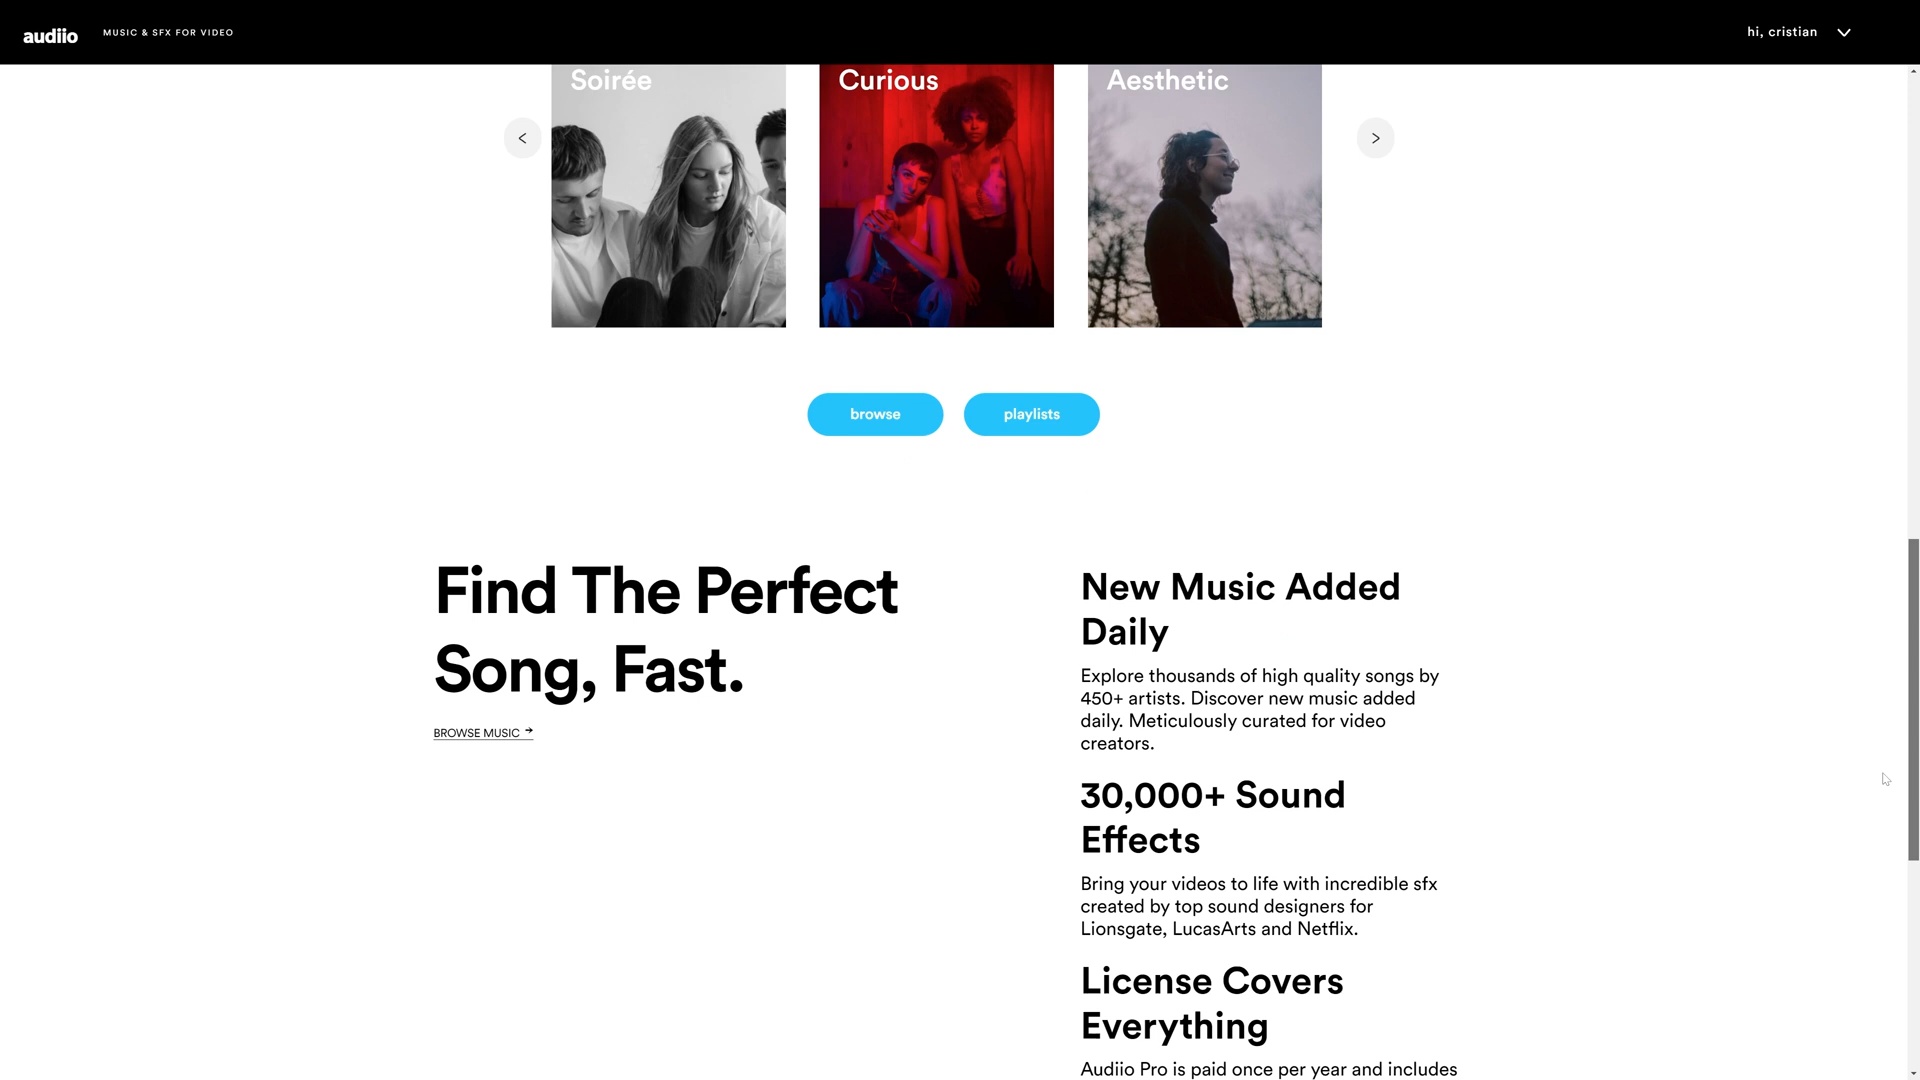 audiio
MUSIC & SFX FOR VIDEO
hi, cristian
Soirée
Curious
Aesthetic
browse
playlists
Find The Perfect
Song, Fast.
BROWSE MUSIC
New Music Added
Daily
Explore thousands of high quality songs by
450+ artists. Discover new music added
daily. Meticulously curated for video
creators.
30,000+ Sound
Effects
Bring your videos to life with incredible sfx
created by top sound designers for
Lionsgate, LucasArts and Netflix.
License Covers
Everything
Audiio Pro is paid once per year and includes